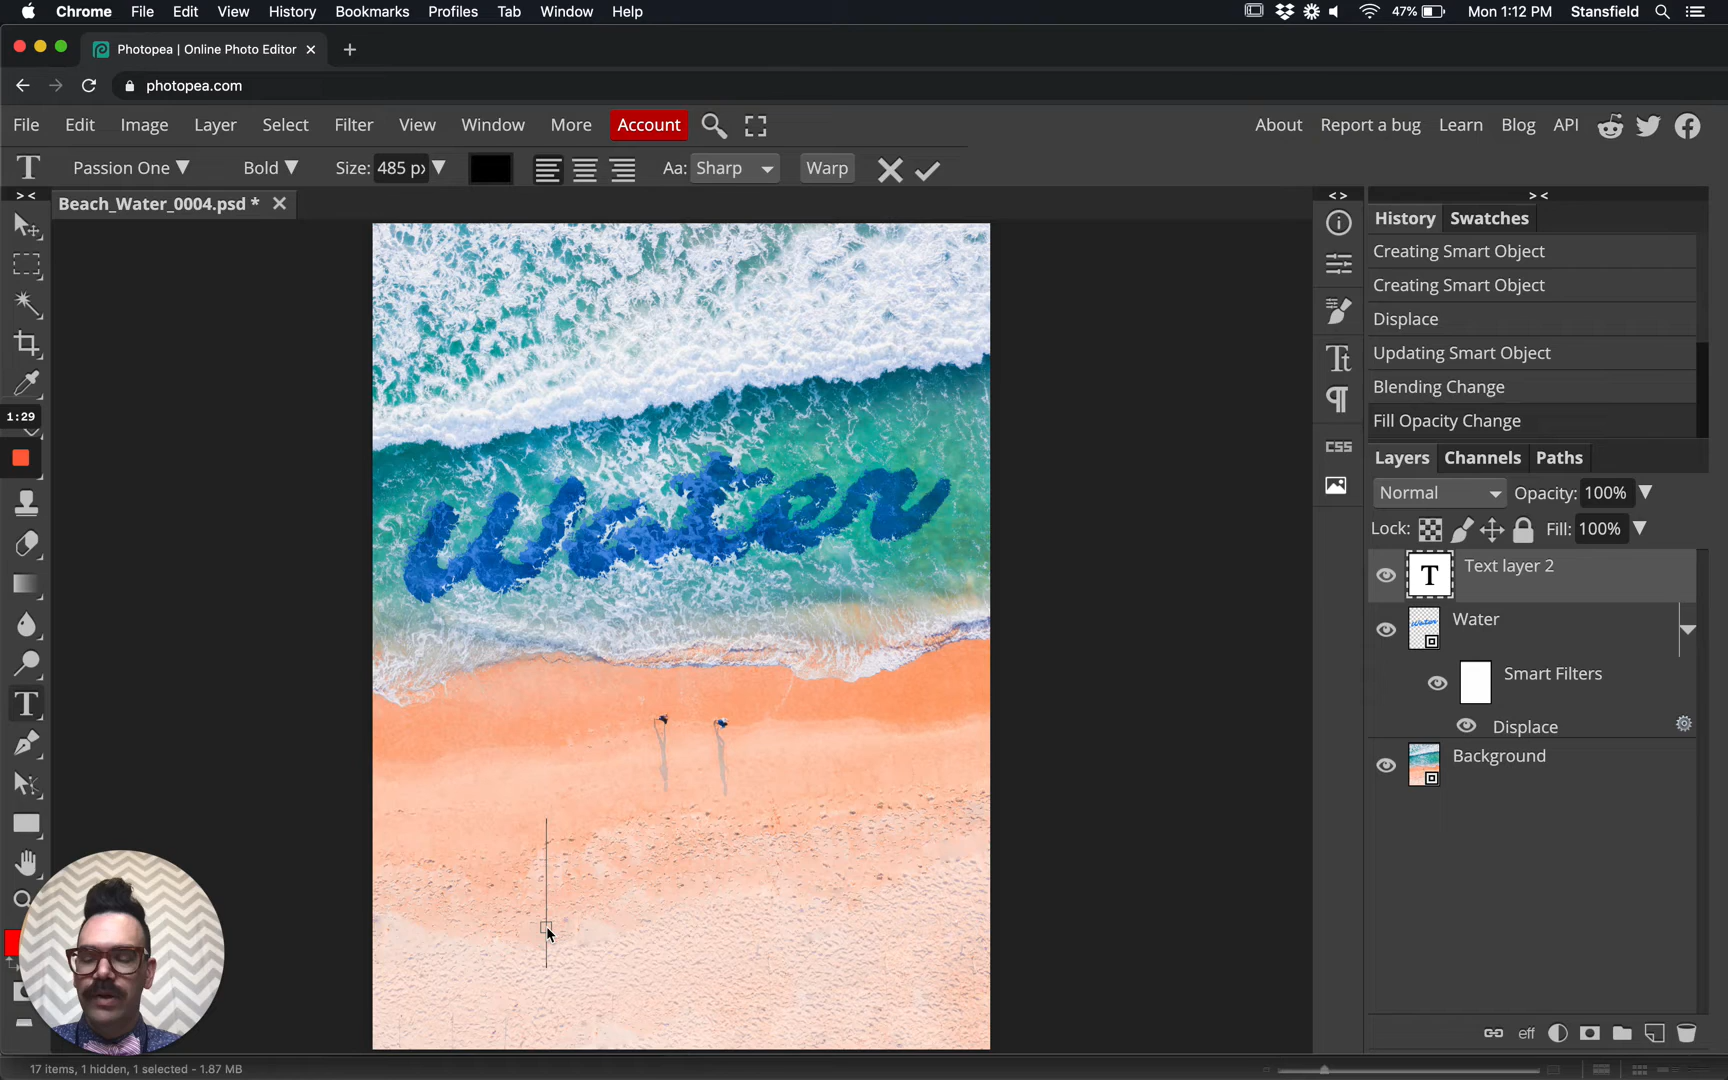 Chrome File Edit View History Bookmarks Profiles Tab Window Help 47% Mon 1:12 PM Stansfield
Photopea | Online Photo Editor
photopea.com
File Edit Image Layer Select Filter View Window More Account About Report a bug Learn Blog API
T Passion One Bold Size: 485 px Aa: Sharp Warp
Beach_Water_0004.psd *
History Swatches
Creating Smart Object
Creating Smart Object
Displace
Updating Smart Object
Blending Change
Fill Opacity Change
1:29
CSS
Layers Channels Paths
Normal Opacity: 100%
Lock: Fill: 100%
T Text layer 2
Water
Water
Smart Filters
Displace
Background
T
eff
17 items, 1 hidden, 1 selected - 1.87 MB